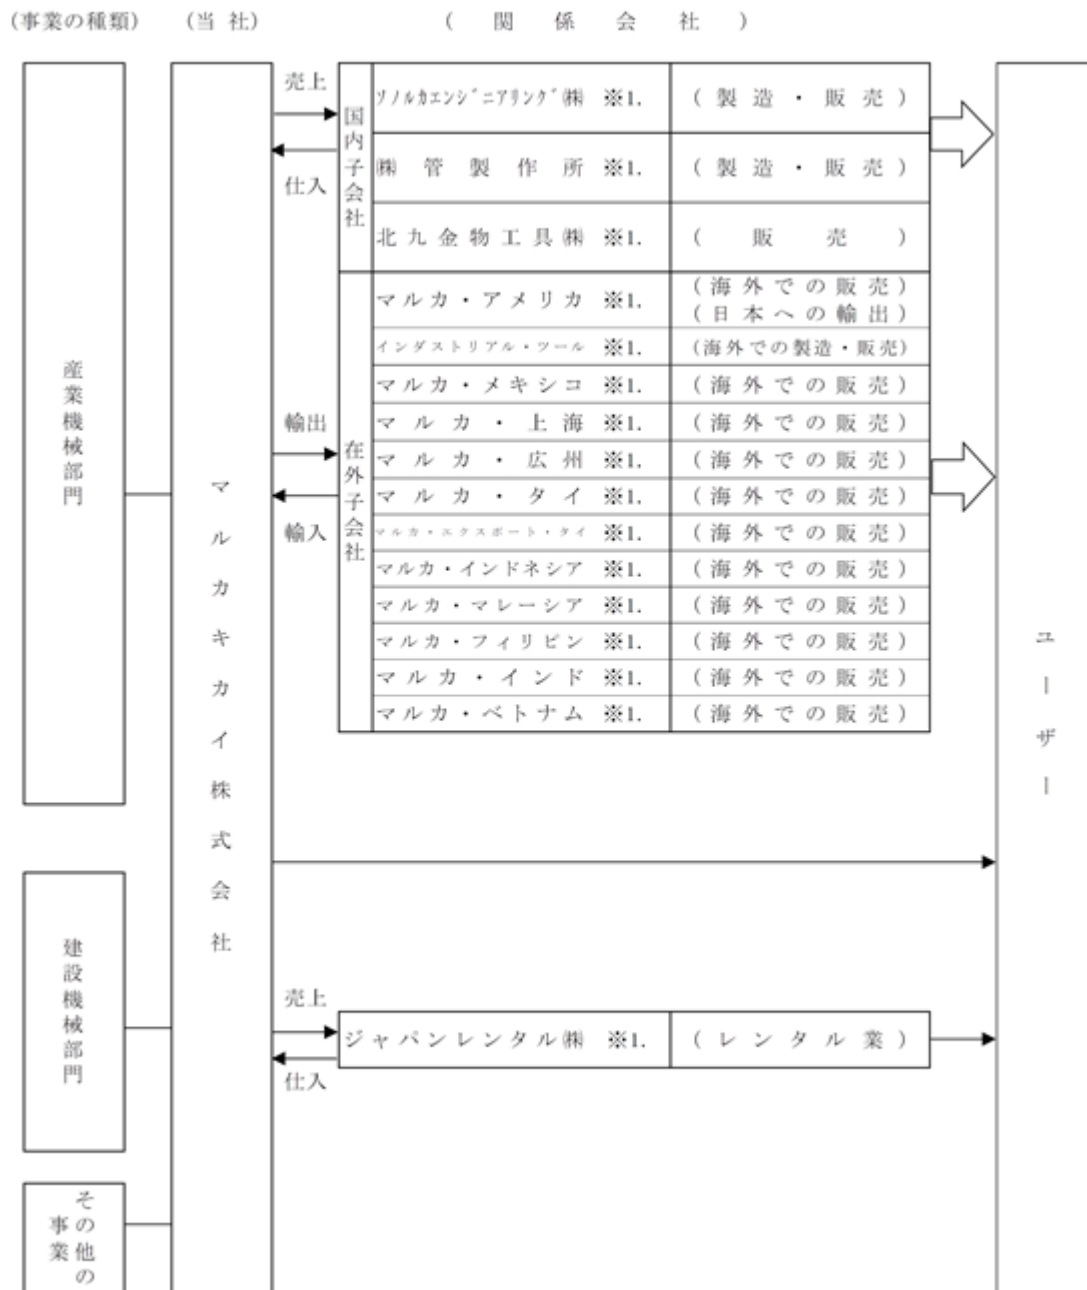 (事業の種類) (当 社) ( 関 係 会 社 )
産業機械部門
建設機械部門
その他の
事業
マルカキカイ株式会社
売上
仕入
国内子会社
ソノルカエンジニアリング㈱ ※1. (製造・販売)
㈱管製作所 ※1. (製造・販売)
北九金物工具㈱ ※1. (販売)
輸出
輸入
在外子会社
マルカ・アメリカ ※1. (海外での販売)
(日本への輸出)
インダストリアル・ツール ※1. (海外での製造・販売)
マルカ・メキシコ ※1. (海外での販売)
マルカ・上海 ※1. (海外での販売)
マルカ・広州 ※1. (海外での販売)
マルカ・タイ ※1. (海外での販売)
マルカ・エクスポート・タイ ※1. (海外での販売)
マルカ・インドネシア ※1. (海外での販売)
マルカ・マレーシア ※1. (海外での販売)
マルカ・フィリピン ※1. (海外での販売)
マルカ・インド ※1. (海外での販売)
マルカ・ベトナム ※1. (海外での販売)
売上
仕入
ジャパンレンタル㈱ ※1. (レンタル業)
ユーザー